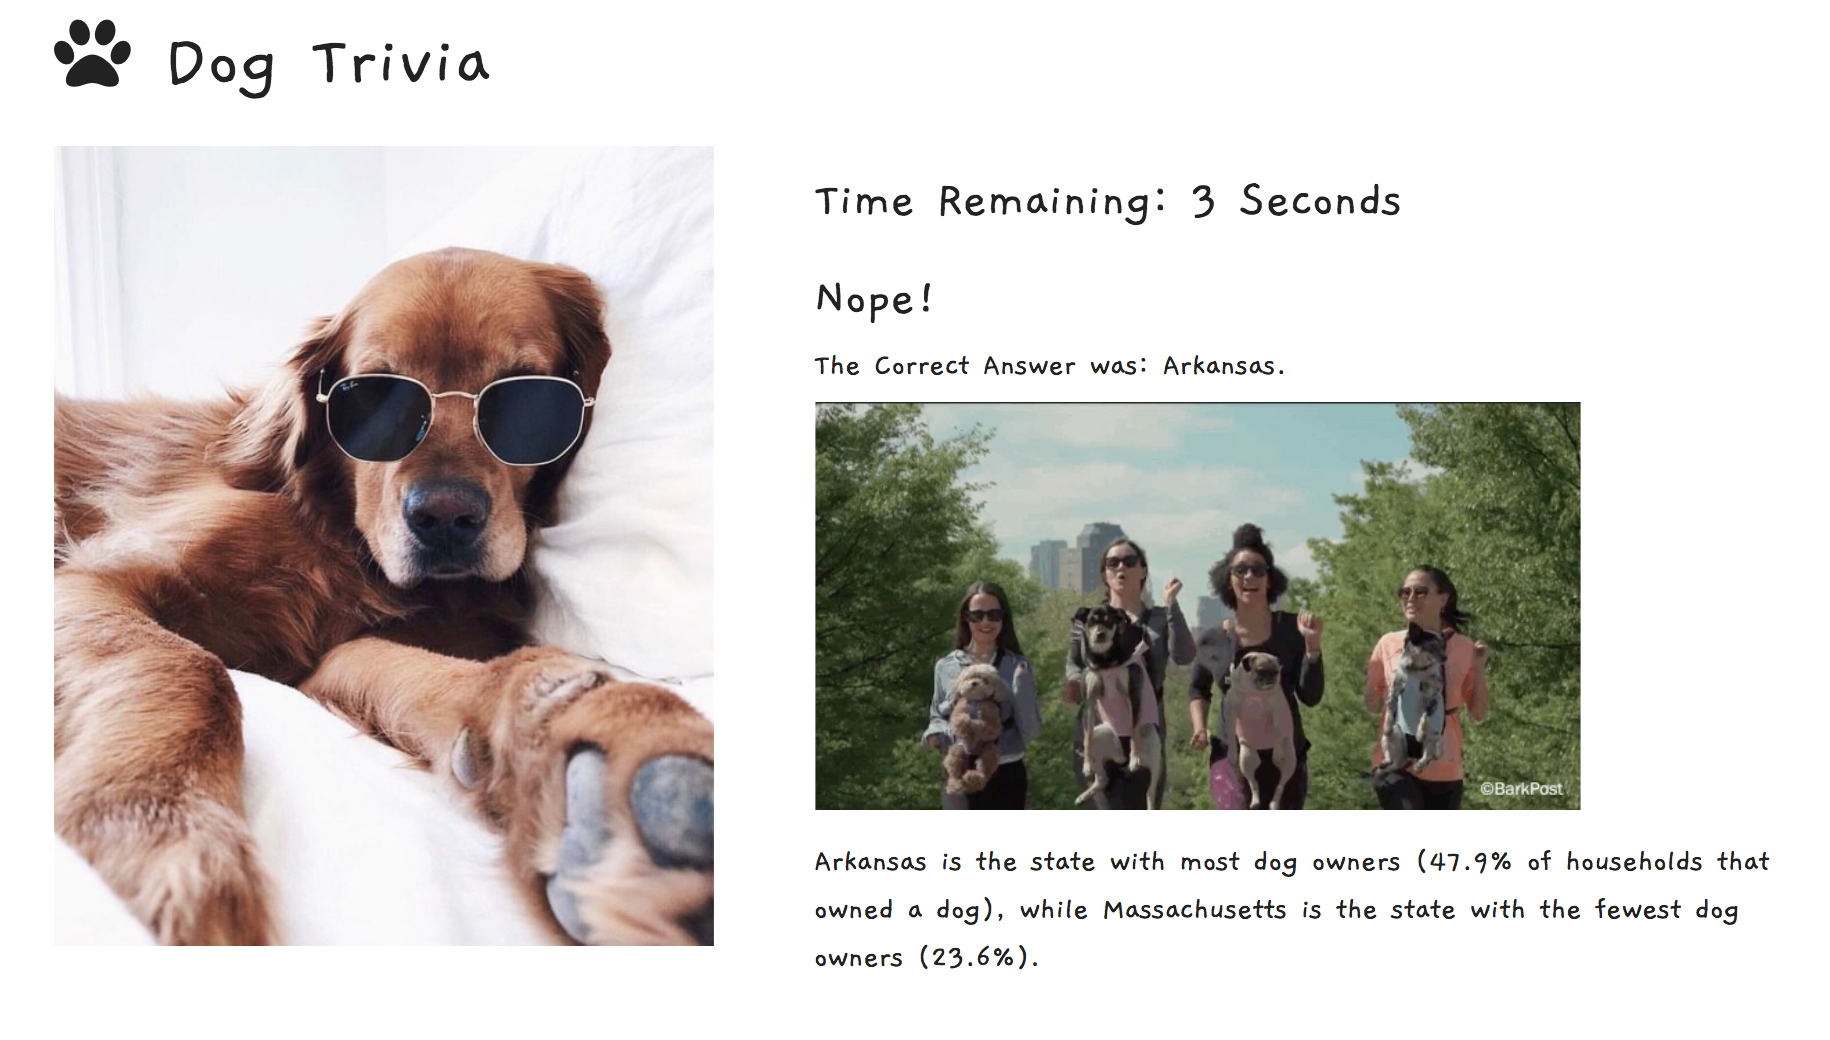 Dog Trivia
Time Remaining: 3 Seconds
Nope!
The Correct Answer was: Arkansas.
©BarkPost
Arkansas is the state with most dog owners (47.9% of households that
owned a dog), while Massachusetts is the state with the fewest dog
owners (23.6%).